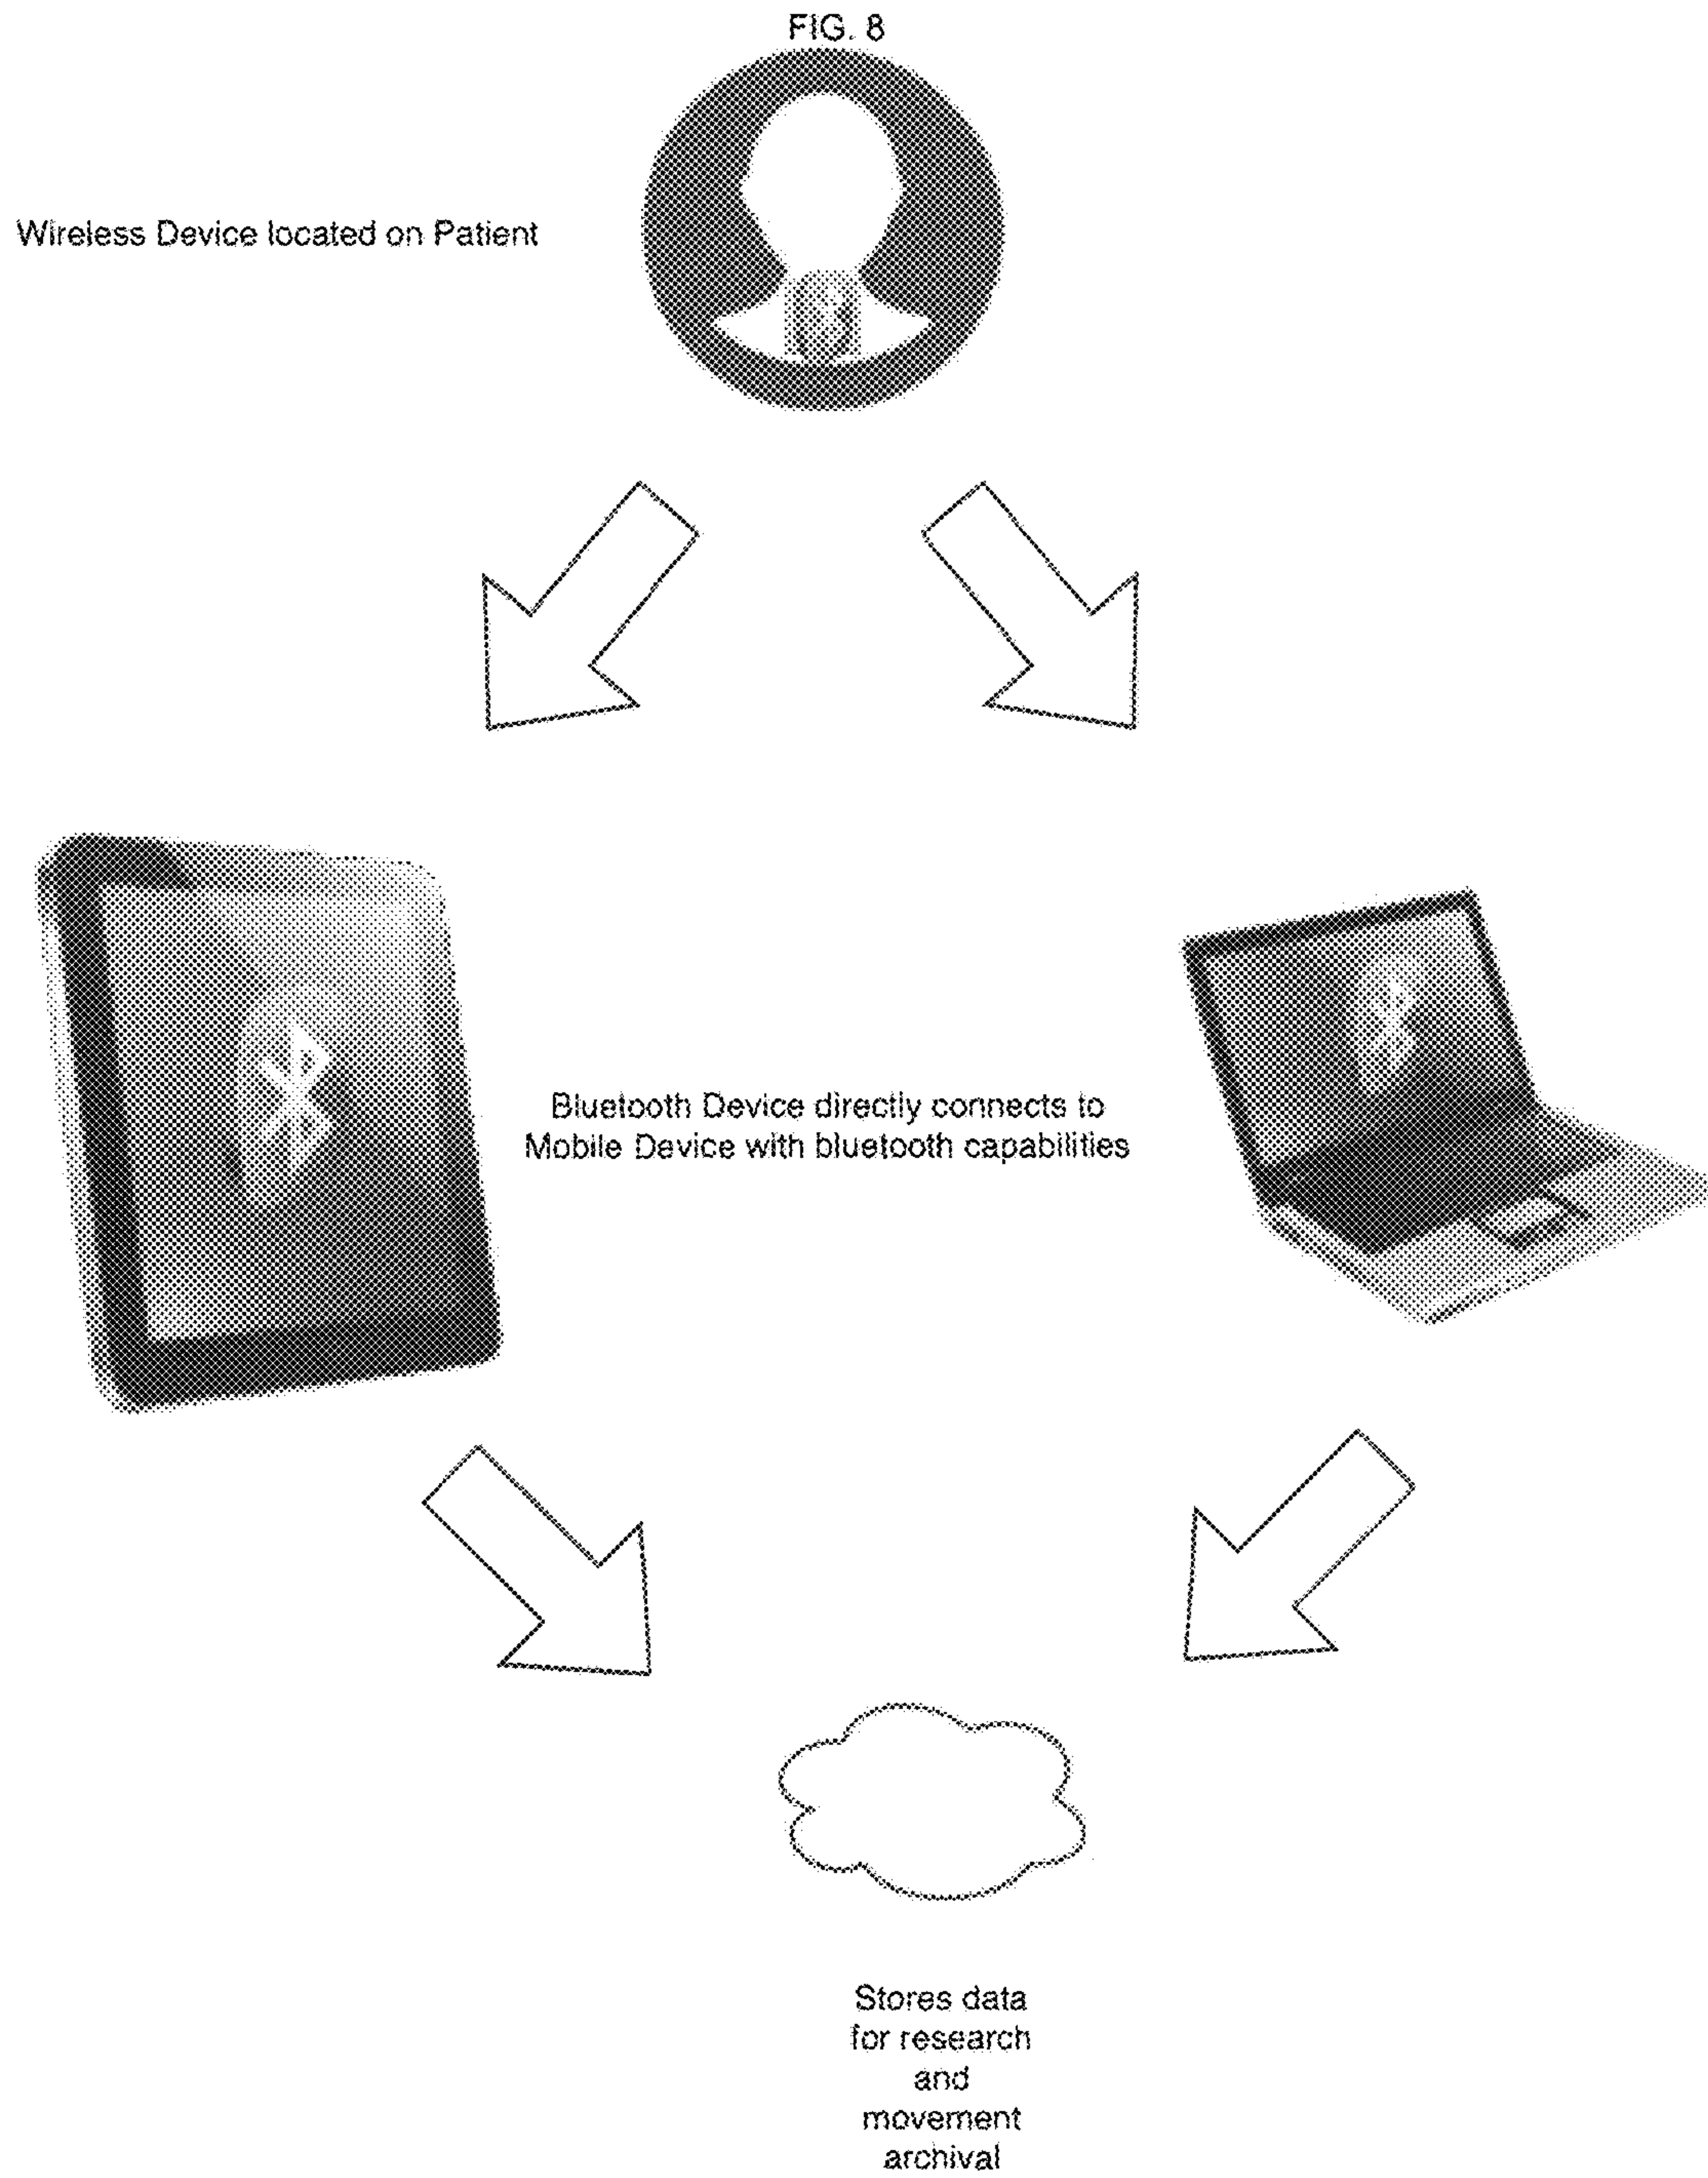 FIG. 8
Wireless Device located on Patient
Bluetooth Device directly connects to
Mobile Device with bluetooth capabilities
Stores data
for research
and
movement
archival